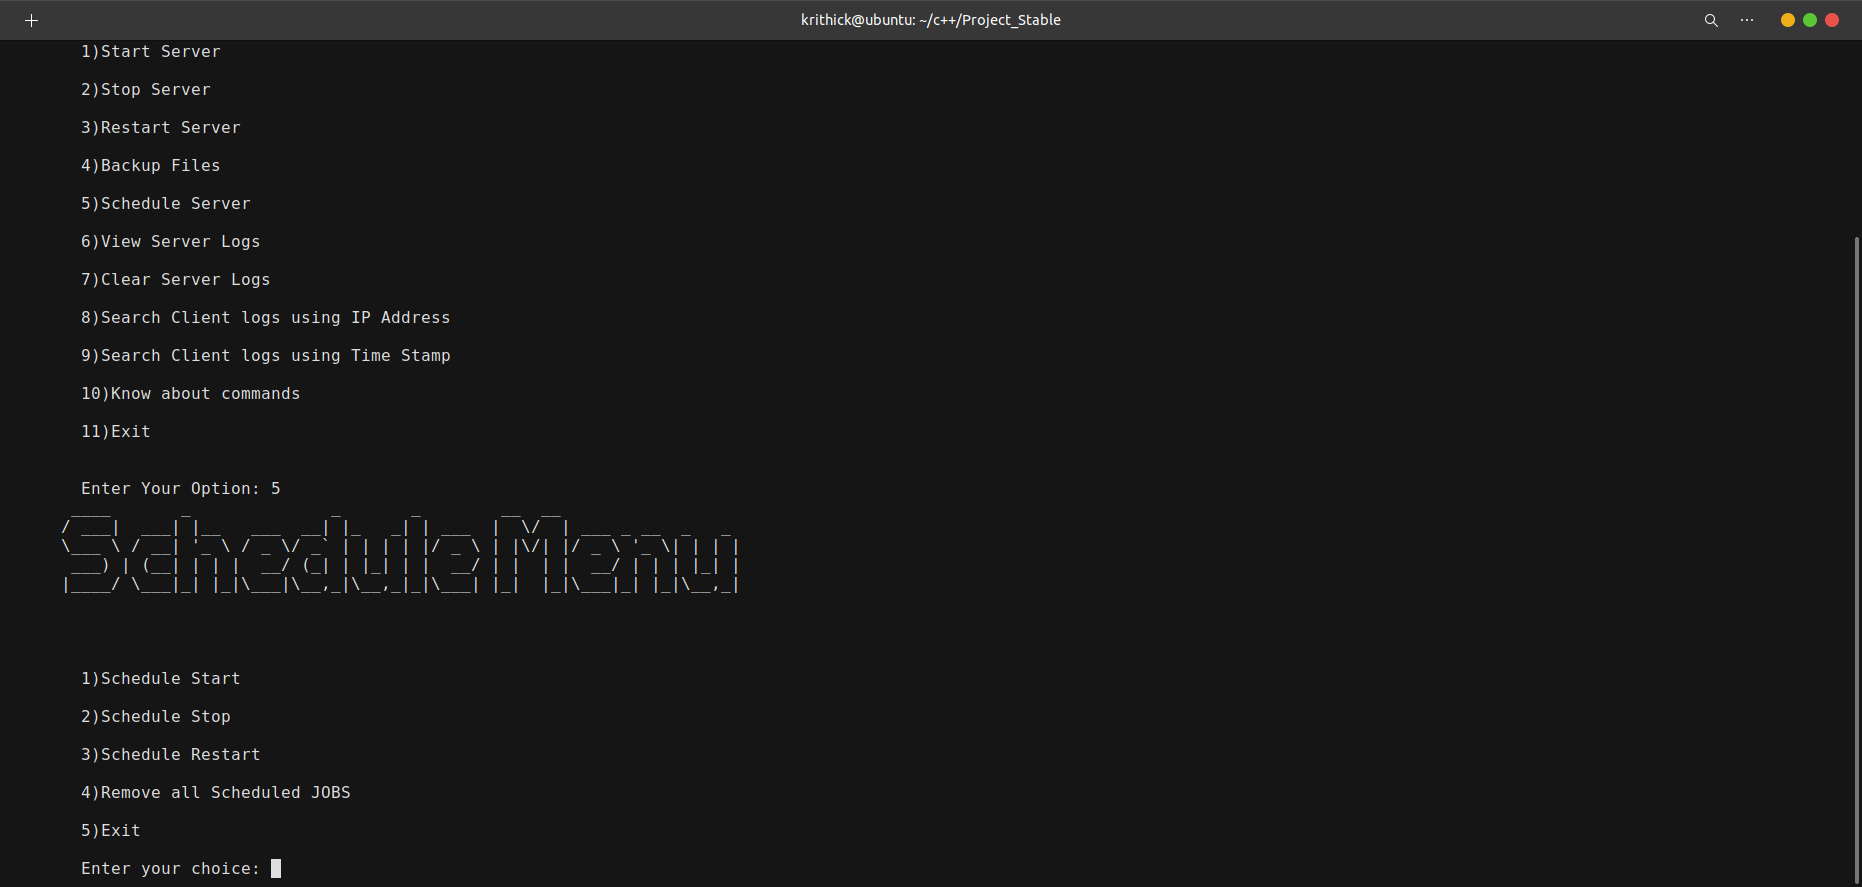 krithick@ubuntu: ~/c++/Project_Stable
1)Start Server
2)Stop Server
3)Restart Server
4)Backup Files
5)Schedule Server
6)View Server Logs
7)Clear Server Logs
8)Search Client logs using IP Address
9)Search Client logs using Time Stamp
10)Know about commands
11)Exit
Enter Your Option: 5
Schedule Menu
1)Schedule Start
2)Schedule Stop
3)Schedule Restart
4)Remove all Scheduled JOBS
5)Exit
Enter your choice: